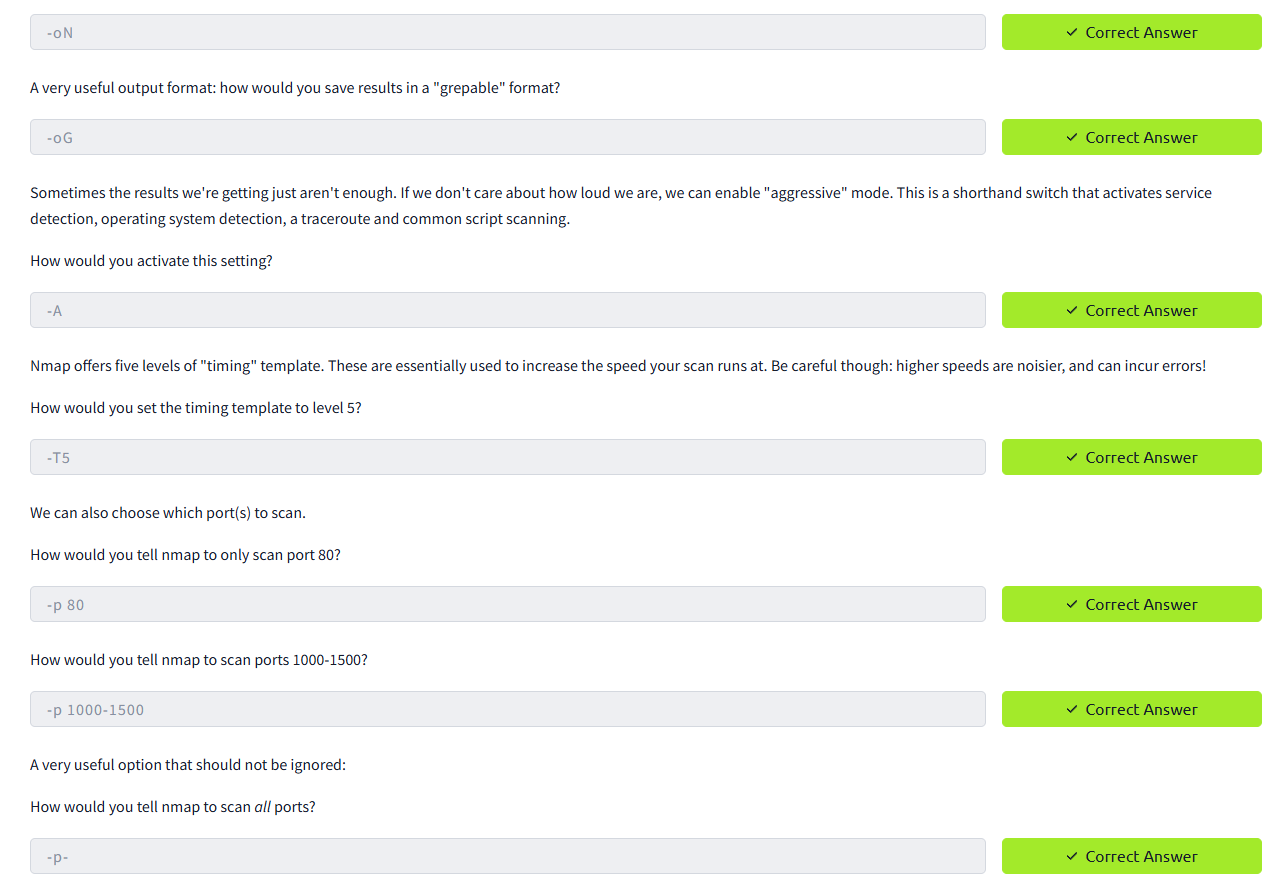 -oN
✓ Correct Answer
A very useful output format: how would you save results in a "grepable" format?
-oG
✓ Correct Answer
Sometimes the results we're getting just aren't enough. If we don't care about how loud we are, we can enable "aggressive" mode. This is a shorthand switch that activates service
detection, operating system detection, a traceroute and common script scanning.
How would you activate this setting?
-A
✓ Correct Answer
Nmap offers five levels of "timing" template. These are essentially used to increase the speed your scan runs at. Be careful though: higher speeds are noisier, and can incur errors!
How would you set the timing template to level 5?
-T5
✓ Correct Answer
We can also choose which port(s) to scan.
How would you tell nmap to only scan port 80?
-p 80
✓ Correct Answer
How would you tell nmap to scan ports 1000-1500?
-p 1000-1500
✓ Correct Answer
A very useful option that should not be ignored:
How would you tell nmap to scan all ports?
-p-
✓ Correct Answer